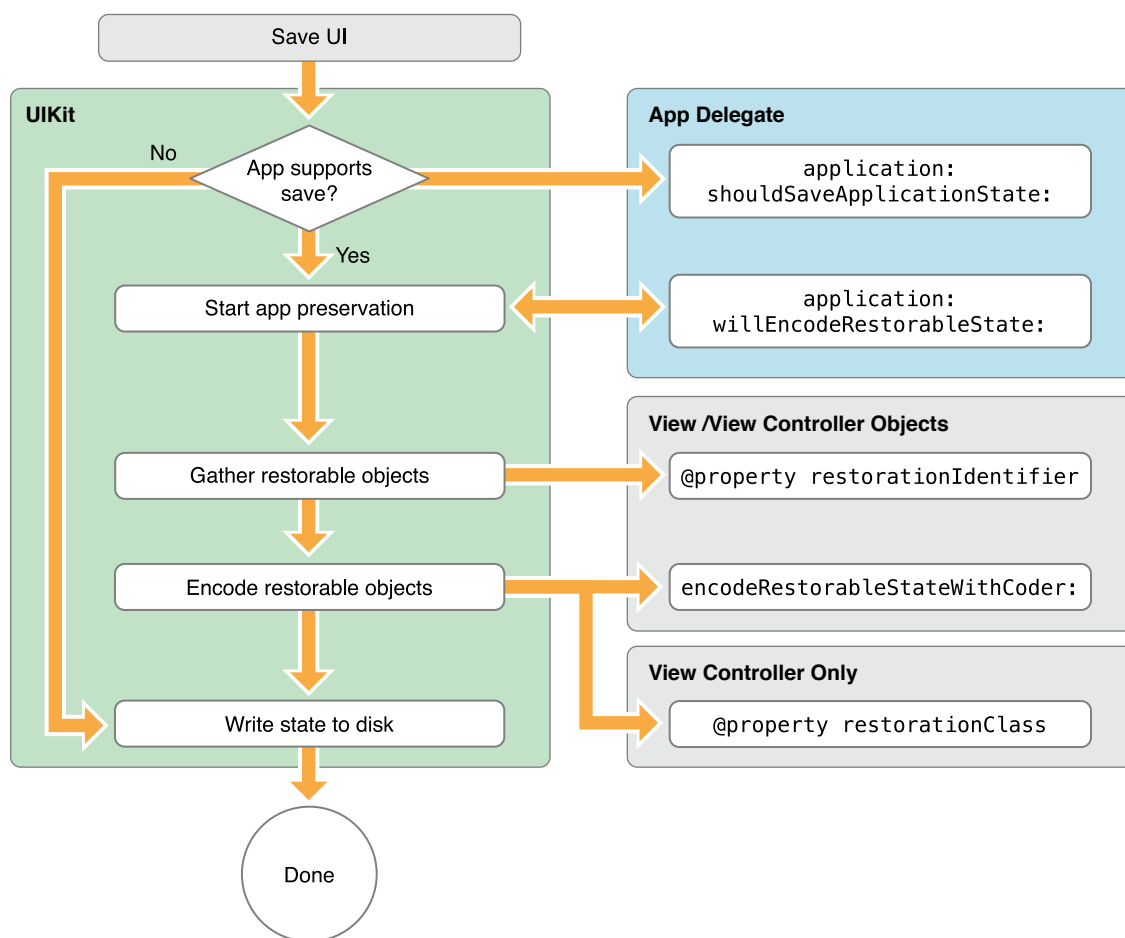 Save UI
UIKit
No
App supports
save?
Yes
Start app preservation
Gather restorable objects
Encode restorable objects
Write state to disk
Done
App Delegate
application:
shouldSaveApplicationState:
application:
willEncodeRestorableState:
View /View Controller Objects
@property restorationIdentifier
encodeRestorableStateWithCoder:
View Controller Only
@property restorationClass